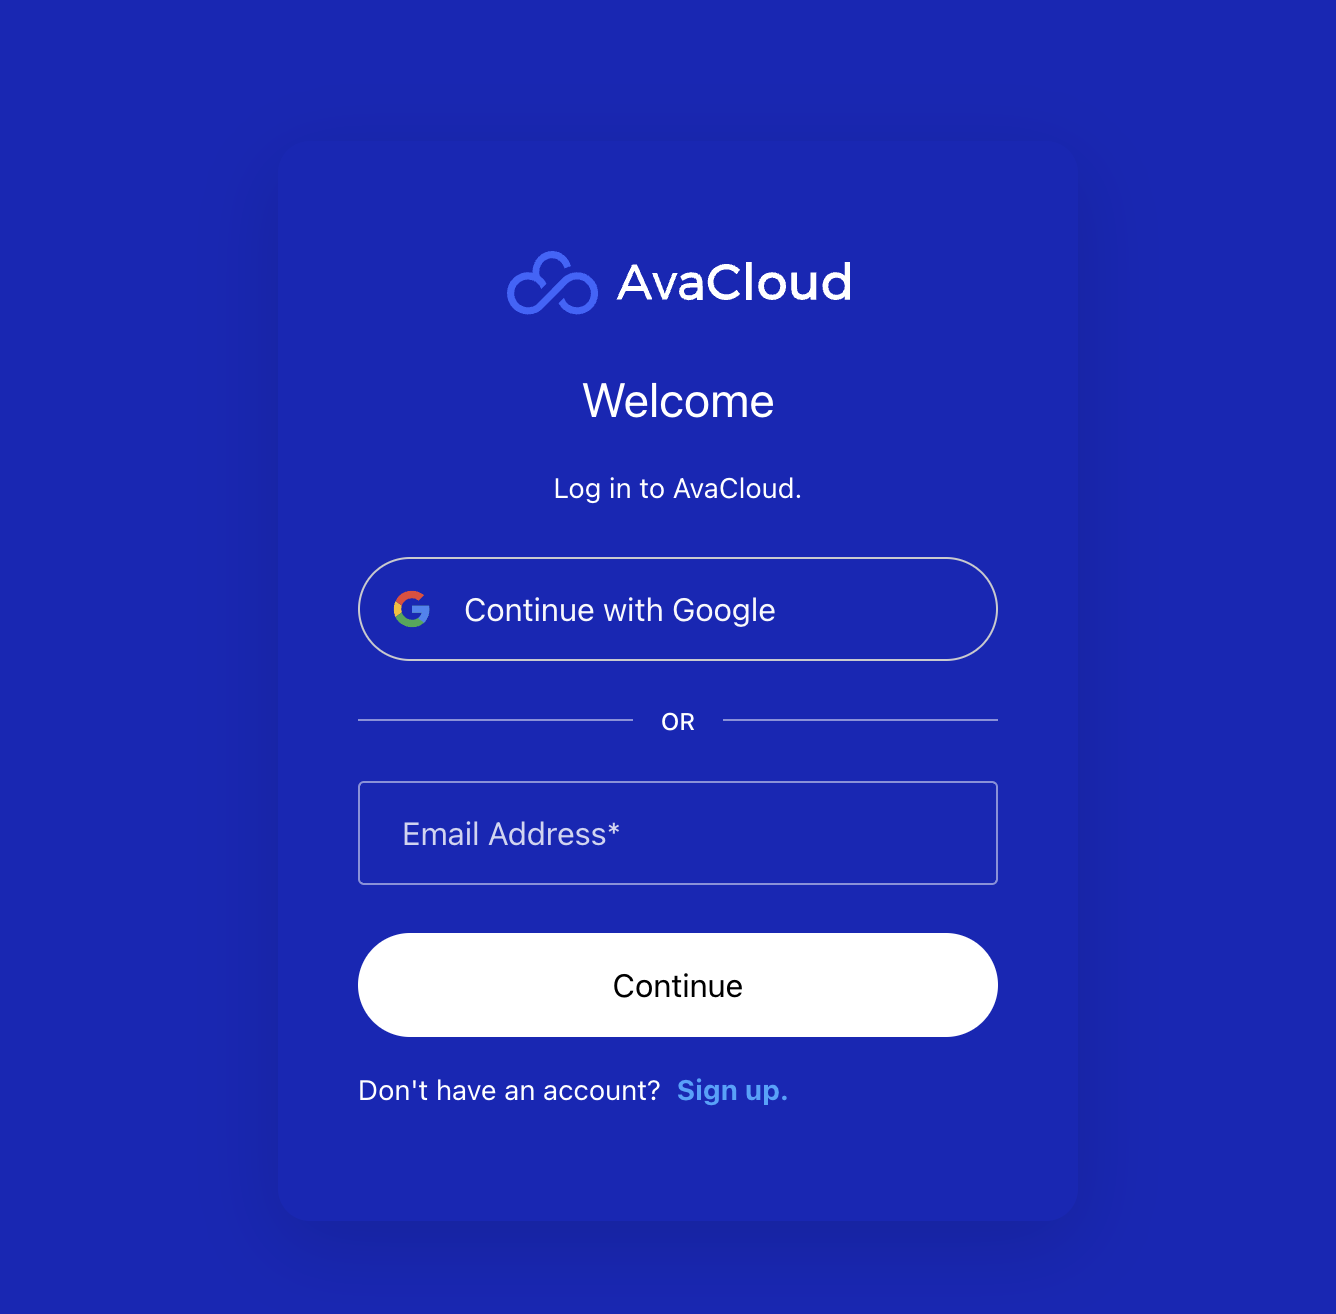 AvaCloud
Welcome
Log in to AvaCloud.
Continue with Google
OR
Email Address*
Continue
Don't have an account? Sign up.